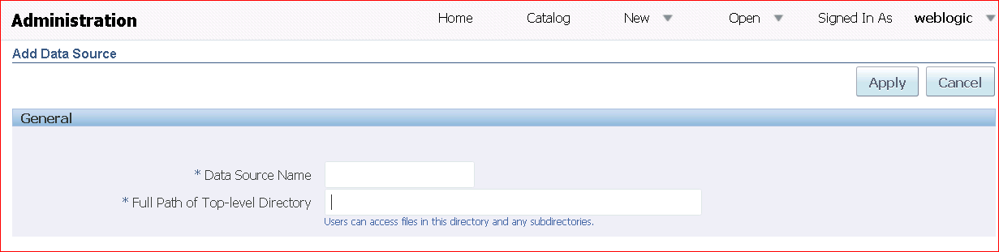 Administration Home Catalog New Open Signed In As weblogic
Add Data Source
Apply Cancel
General
* Data Source Name
* Full Path of Top-level Directory
Users can access files in this directory and any subdirectories.